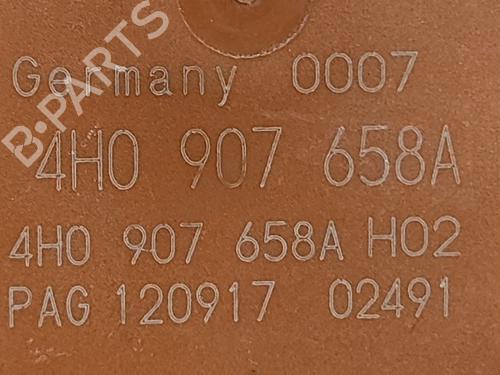 B-PARTS
Germany 0007
4H0 907 658A
4H0 907 658A H02
PAG 120917 02491